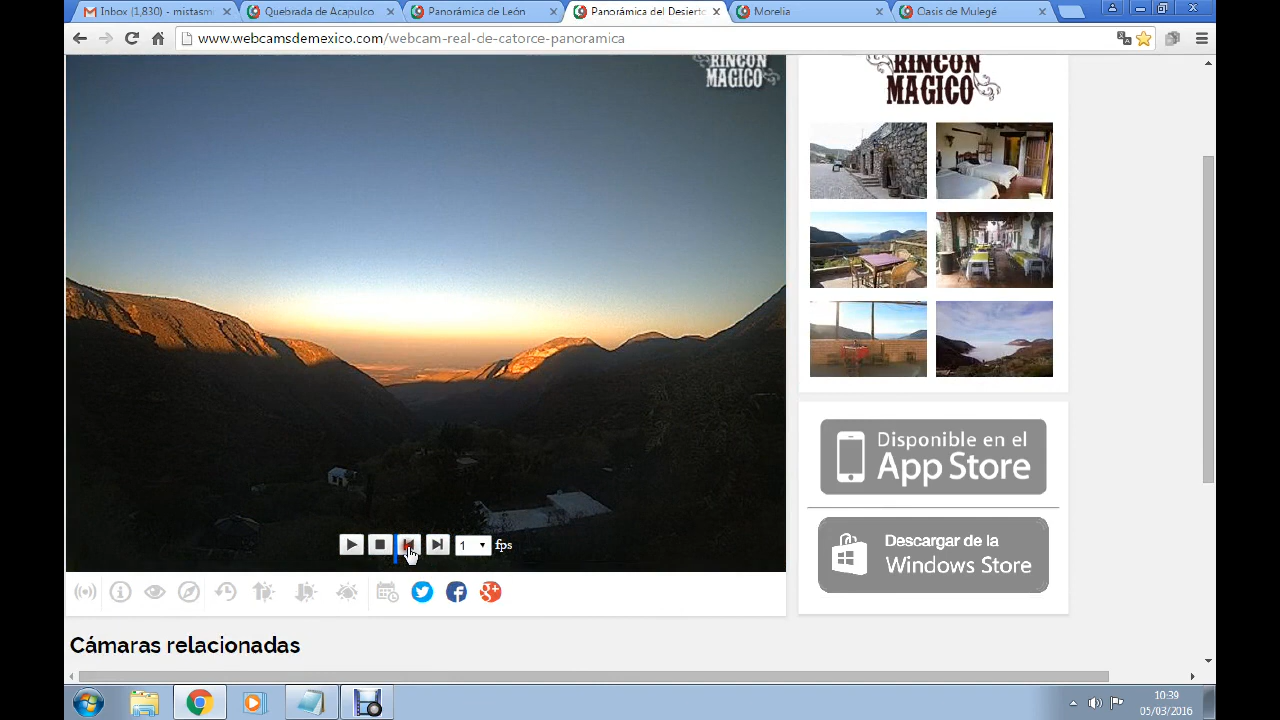 Inbox (1,830) - mistasm
Quebrada de Acapulco
Panorámica de León
Panorámica del Desierto
Morelia
Oasis de Mulegé
www.webcamsdemexico.com/webcam-real-de-catorce-panoramica
RINCON
MAGICO
RINCON
MAGICO
Disponible en el
App Store
Descargar de la
Windows Store
1
fps
Cámaras relacionadas
10:39
05/03/2016